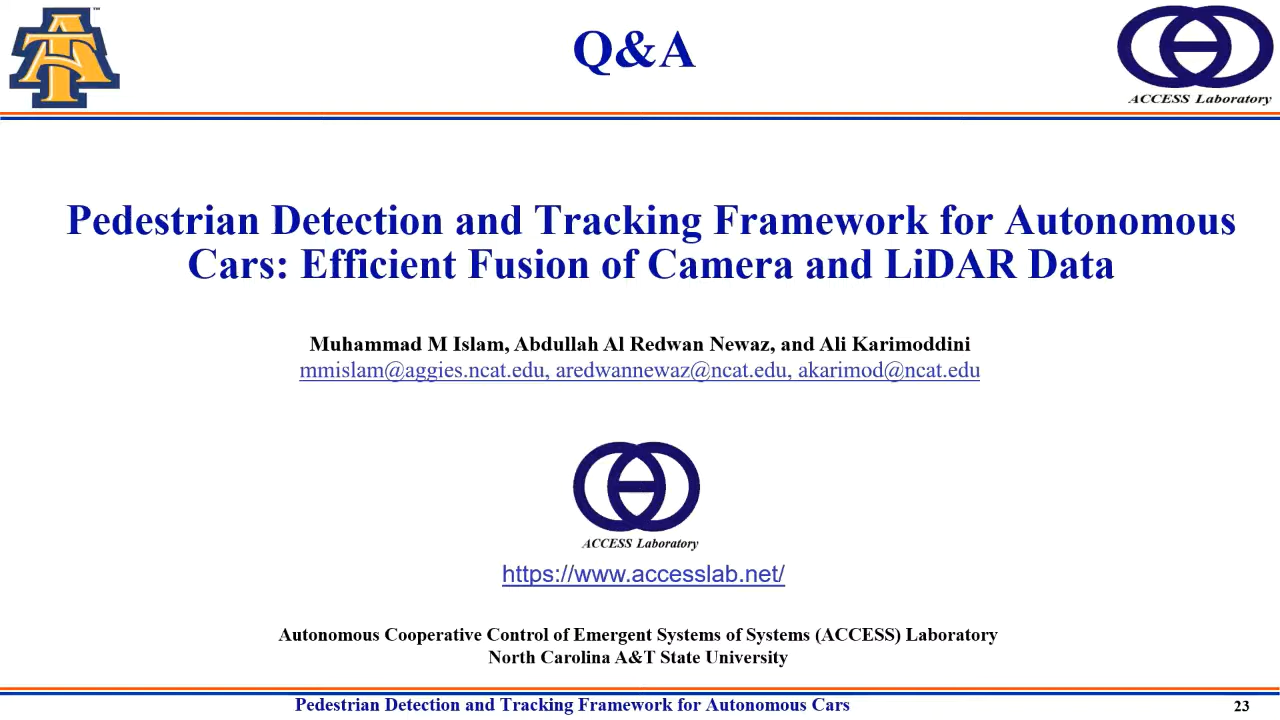 Q&A
ACCESS Laboratory
Pedestrian Detection and Tracking Framework for Autonomous
Cars: Efficient Fusion of Camera and LiDAR Data
Muhammad M Islam, Abdullah Al Redwan Newaz, and Ali Karimoddini
mmislam@aggies.ncat.edu, aredwannewaz@ncat.edu, akarimod@ncat.edu
ACCESS Laboratory
https://www.accesslab.net/
Autonomous Cooperative Control of Emergent Systems of Systems (ACCESS) Laboratory
North Carolina A&T State University
Pedestrian Detection and Tracking Framework for Autonomous Cars
23